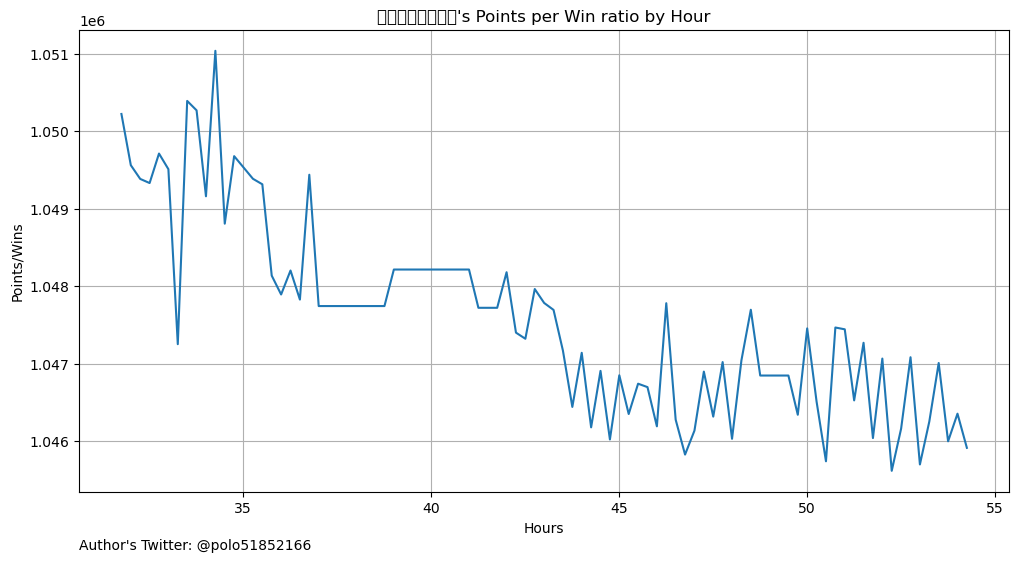 's Points per Win ratio by Hour
1e6
1.051
1.050
1.049
1.048
1.047
1.046
Points/Wins
35
40
45
50
55
Hours
Author's Twitter: @polo51852166